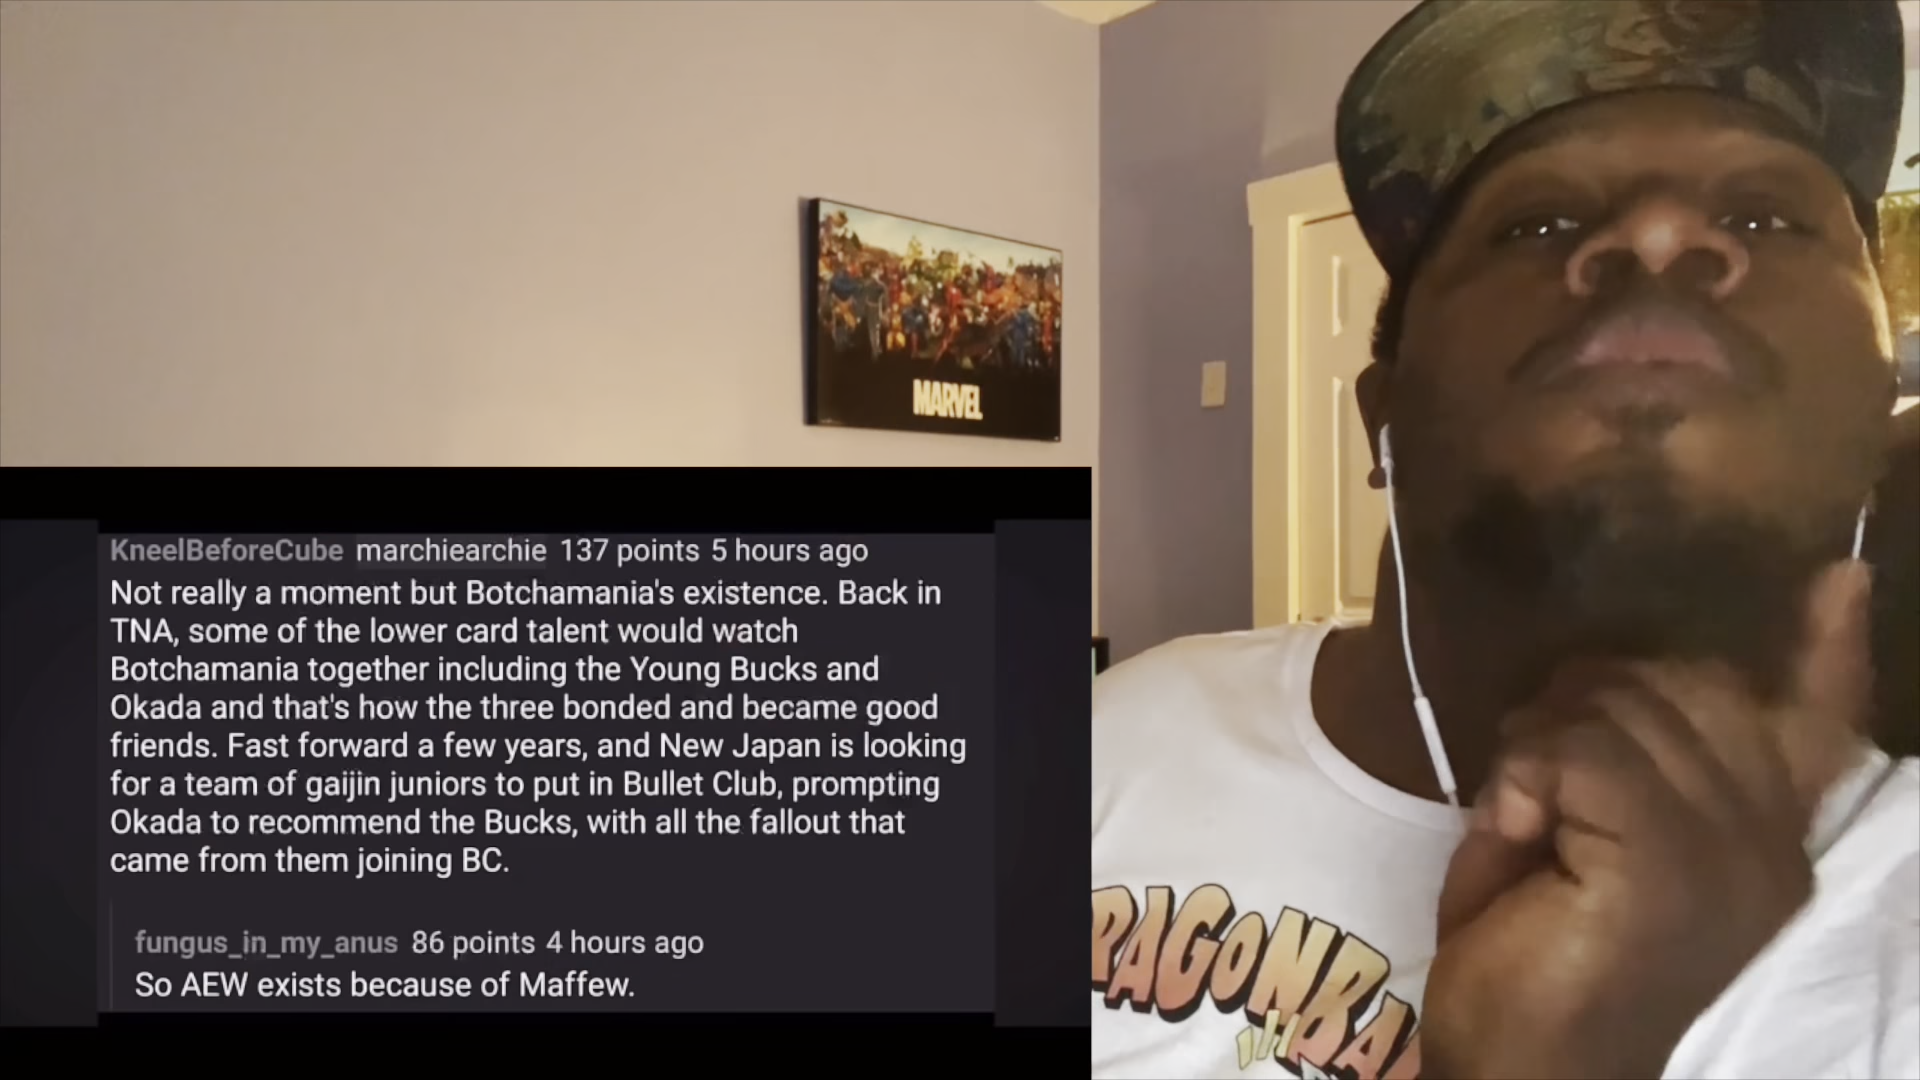 MARVEL
KneelBeforeCube marchiearchie 137 points 5 hours ago
Not really a moment but Botchamania's existence. Back in
TNA, some of the lower card talent would watch
Botchamania together including the Young Bucks and
Okada and that's how the three bonded and became good
friends. Fast forward a few years, and New Japan is looking
for a team of gaijin juniors to put in Bullet Club, prompting
Okada to recommend the Bucks, with all the fallout that
came from them joining BC.
fungus_in_my_anus 86 points 4 hours ago
So AEW exists because of Maffew.
RAGONBA